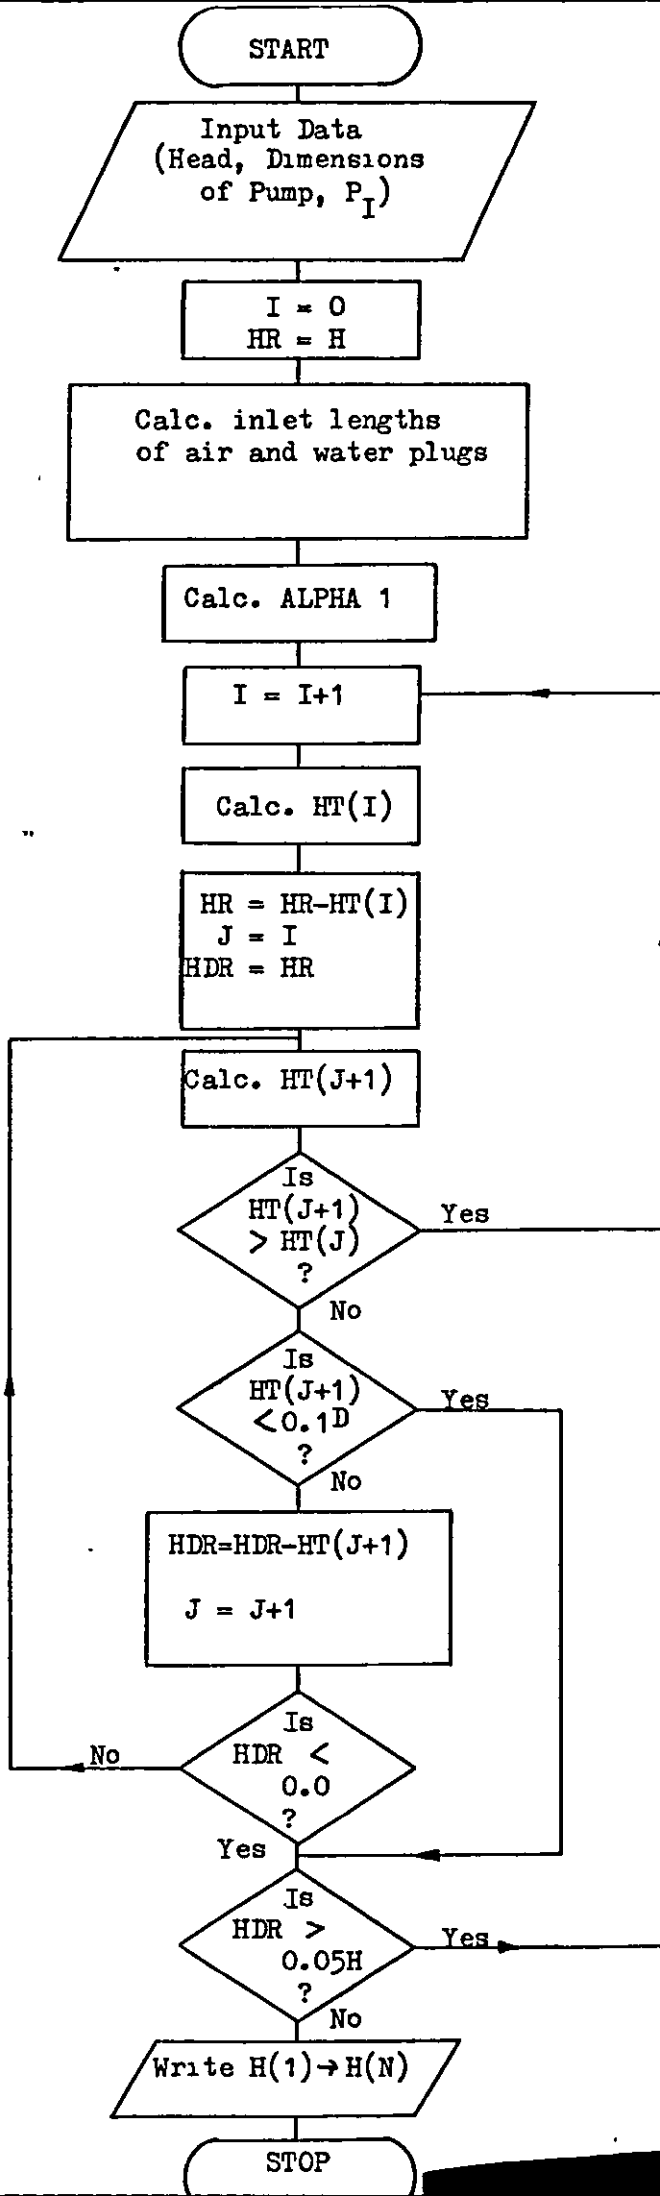 START
Input Data
(Head, Dimensions
of Pump, P_I)
I = 0
HR = H
Calc. inlet lengths
of air and water plugs
Calc. ALPHA 1
I = I+1
Calc. HT(I)
HR = HR-HT(I)
J = I
HDR = HR
Calc. HT(J+1)
Is
HT(J+1)
> HT(J)
?
Yes
No
Is
HT(J+1)
<0.1D
?
Yes
No
HDR=HDR-HT(J+1)
J = J+1
Is
HDR <
0.0
?
No
Yes
Is
HDR >
0.05H
?
Yes
No
Write H(1)→H(N)
STOP